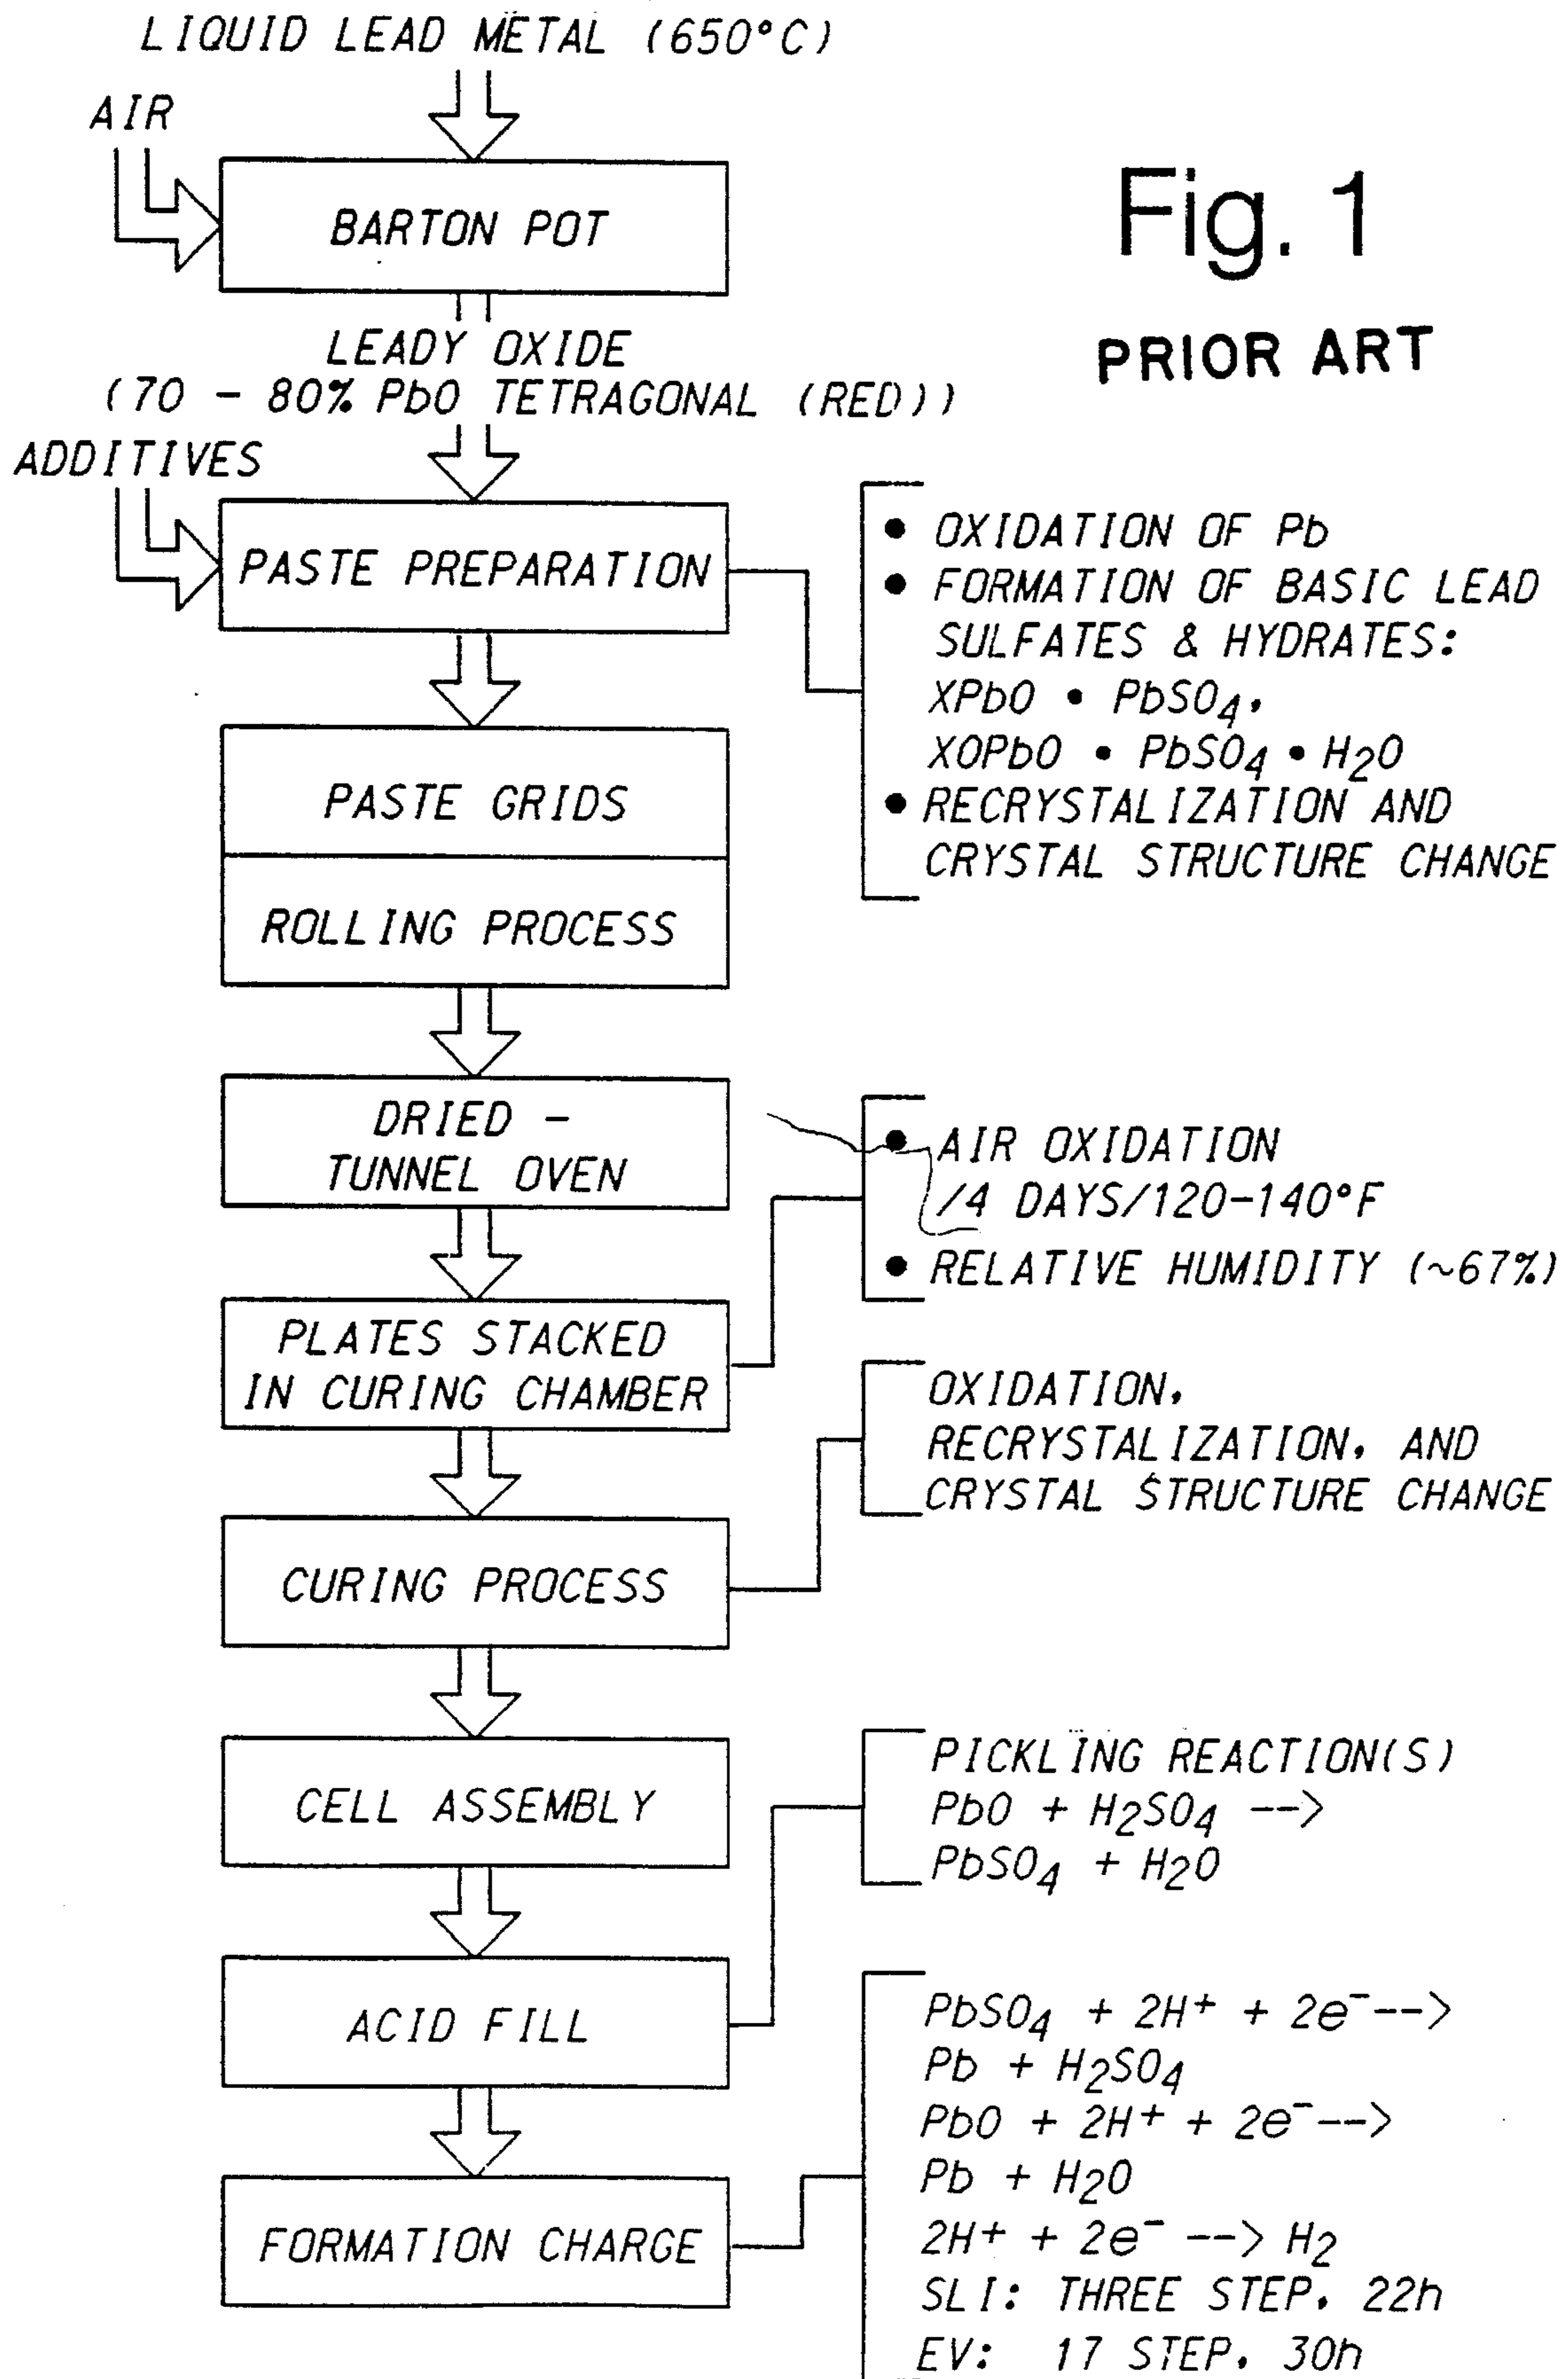 LIQUID LEAD METAL (650°C)
AIR
BARTON POT
Fig. 1
PRIOR ART
LEADY OXIDE
(70 - 80% PbO TETRAGONAL (RED))
ADDITIVES
PASTE PREPARATION
• OXIDATION OF Pb
• FORMATION OF BASIC LEAD
SULFATES & HYDRATES:
XPbO • PbSO₄,
XOPbO • PbSO₄ • H₂O
• RECRYSTALIZATION AND
CRYSTAL STRUCTURE CHANGE
PASTE GRIDS
ROLLING PROCESS
DRIED -
TUNNEL OVEN
• AIR OXIDATION
/4 DAYS/120-140°F
• RELATIVE HUMIDITY (~67%)
PLATES STACKED
IN CURING CHAMBER
OXIDATION,
RECRYSTALIZATION, AND
CRYSTAL STRUCTURE CHANGE
CURING PROCESS
CELL ASSEMBLY
PICKLING REACTION(S)
PbO + H₂SO₄ -->
PbSO₄ + H₂O
ACID FILL
PbSO₄ + 2H⁺ + 2e⁻-->
Pb + H₂SO₄
PbO + 2H⁺ + 2e⁻-->
Pb + H₂O
2H⁺ + 2e⁻ --> H₂
SLI: THREE STEP, 22h
EV: 17 STEP, 30h
FORMATION CHARGE